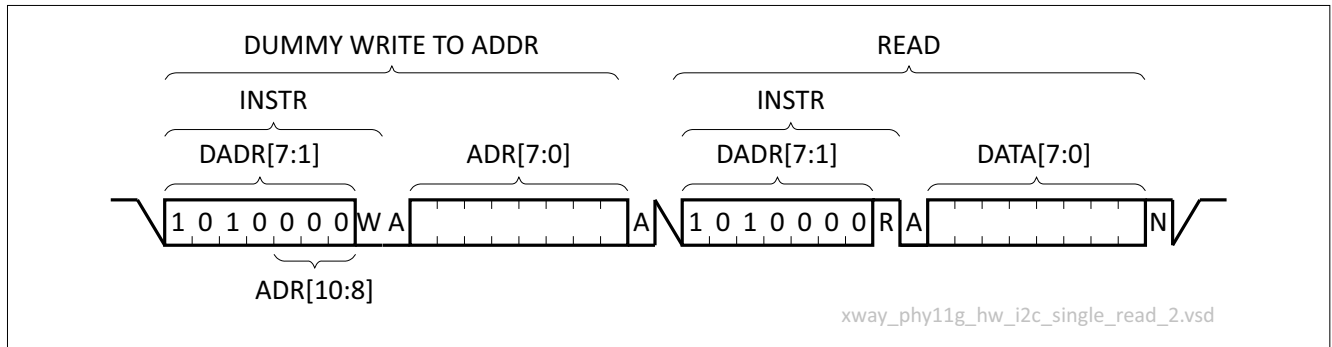 DUMMY WRITE TO ADDR READ
INSTR INSTR
DADR[7:1] ADR[7:0] DADR[7:1] DATA[7:0]
1 0 1 0 0 0 0 W A A 1 0 1 0 0 0 0 R A N
ADR[10:8]
xway_phy11g_hw_i2c_single_read_2.vsd